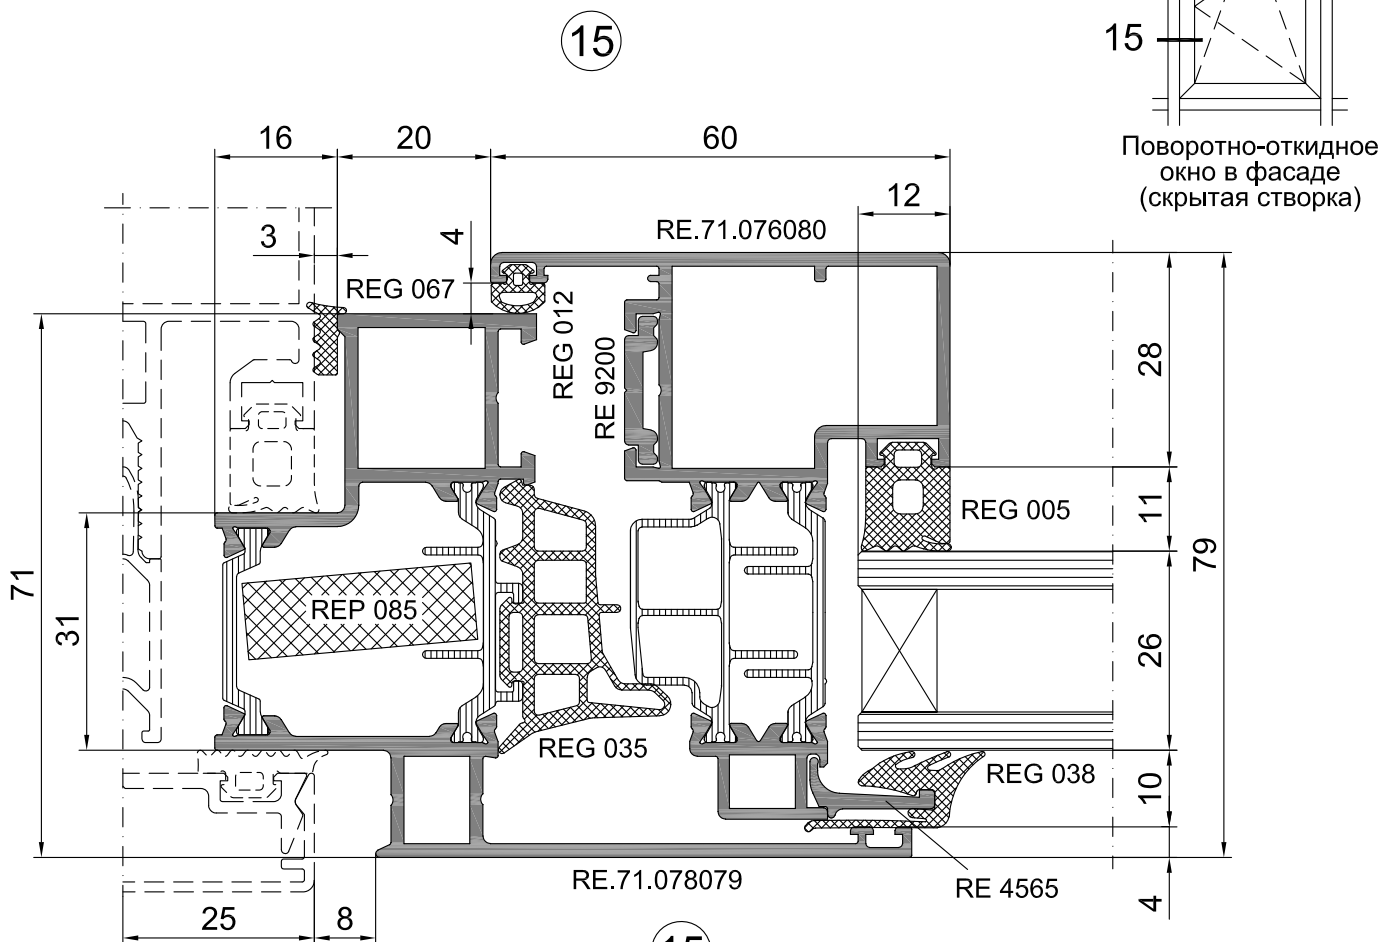 15
15
Поворотно-откидное
окно в фасаде
(скрытая створка)
16
20
60
12
3
4
RE.71.076080
REG 067
REG 012
RE 9200
28
11
REG 005
79
71
31
REP 085
26
REG 035
REG 038
10
RE.71.078079
RE 4565
4
25
8
15